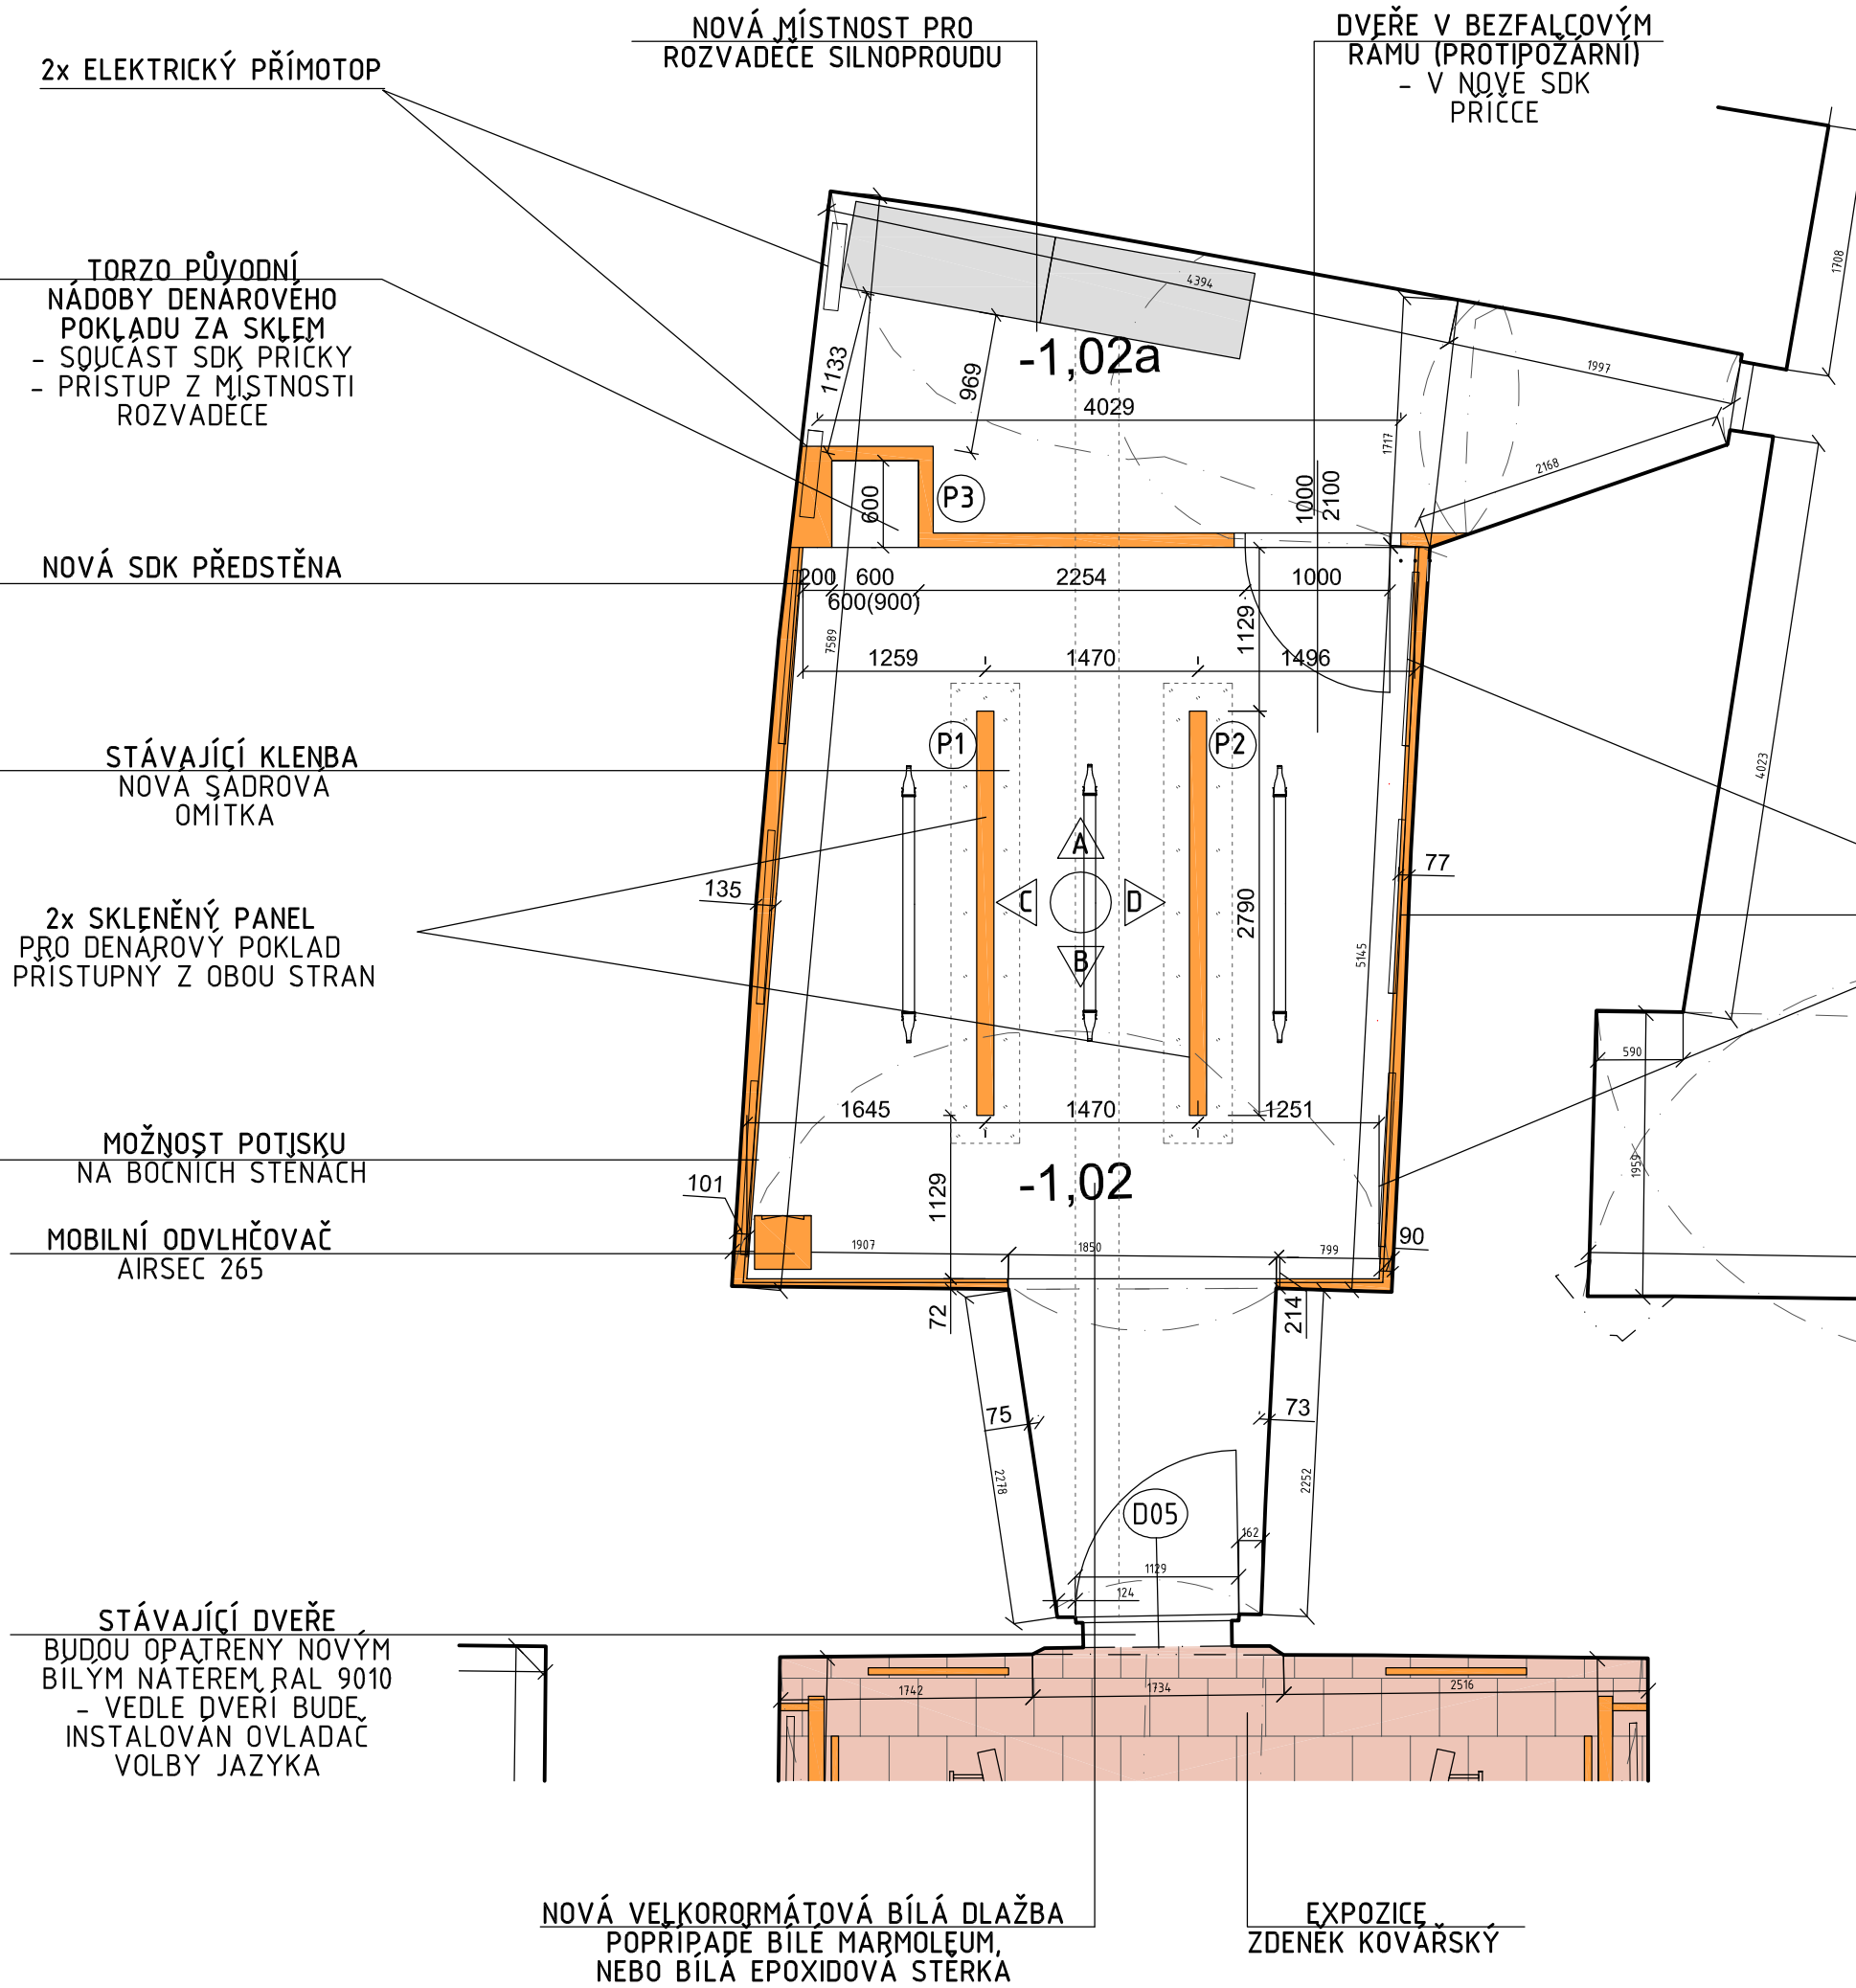 NOVÁ MÍSTNOST PRO
ROZVADĚČE SILNOPROUDU
DVEŘE V BEZFALCOVÝM
RÁMU (PROTIPOŽÁRNÍ)
- V NOVÉ SDK
PŘÍČCE
2x ELEKTRICKÝ PŘÍMOTOP
TORZO PŮVODNÍ
NÁDOBY DENÁROVÉHO
POKLADU ZA SKLEM
- SOUČÁST SDK PŘÍČKY
- PŘÍSTUP Z MÍSTNOSTI
ROZVADĚČE
1708
4394
1997
-1,02a
1133
969
4029
1717
2168
600
P3
1000
2100
NOVÁ SDK PŘEDSTĚNA
200
600
2254
1000
600(900)
1129
7589
1259
1470
1496
STÁVAJÍCÍ KLENBA
NOVÁ SÁDROVÁ
OMÍTKA
P1
P2
4023
A
77
135
C
D
2790
2x SKLENĚNÝ PANEL
PRO DENÁROVÝ POKLAD
PŘÍSTUPNÝ Z OBOU STRAN
B
5145
590
1645
1470
1251
MOŽNOST POTISKU
NA BOČNÍCH STĚNÁCH
1959
101
1129
-1,02
MOBILNÍ ODVLHČOVAČ
AIRSEC 265
1907
1850
799
90
72
214
75
73
2278
2252
D05
162
1129
124
STÁVAJÍCÍ DVEŘE
BUDOU OPATŘENY NOVÝM
BÍLÝM NÁTĚREM RAL 9010
- VEDLE DVEŘÍ BUDE
INSTALOVÁN OVLADAČ
VOLBY JAZYKA
1742
1734
2516
NOVÁ VELKORORMÁTOVÁ BÍLÁ DLAŽBA
POPŘÍPADĚ BÍLÉ MARMOLEUM,
NEBO BÍLÁ EPOXIDOVÁ STĚRKA
EXPOZICE
ZDENĚK KOVÁŘSKÝ